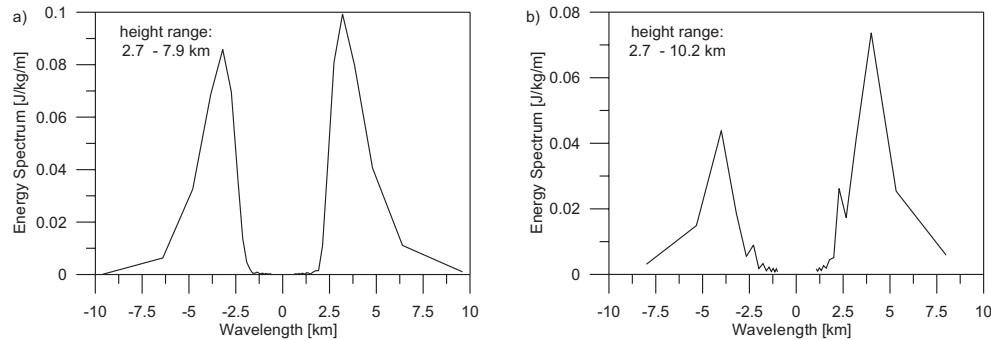 a)
height range:
2.7 - 7.9 km
Energy Spectrum [J/kg/m]
0.1
0.08
0.06
0.04
0.02
0
-10 -7.5 -5 -2.5 0 2.5 5 7.5 10
Wavelength [km]
b)
height range:
2.7 - 10.2 km
Energy Spectrum [J/kg/m]
0.08
0.06
0.04
0.02
0
-10 -7.5 -5 -2.5 0 2.5 5 7.5 10
Wavelength [km]